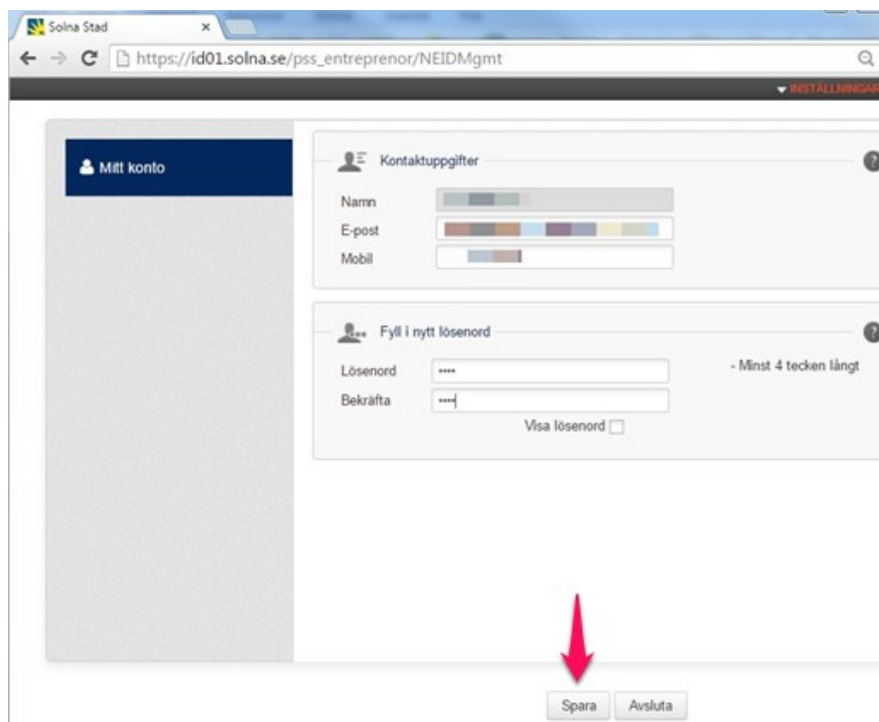 Solna Stad
https://id01.solna.se/pss_entreprenor/NEIDMgmt
INSTÄLLNINGAR
Mitt konto
Kontaktuppgifter
Namn
E-post
Mobil
Fyll i nytt lösenord
Lösenord ••••
- Minst 4 tecken långt
Bekräfta ••••
Visa lösenord
Spara Avsluta